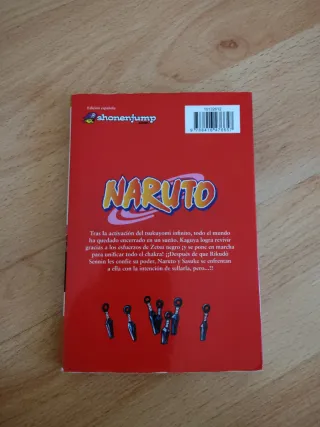 Edición española
shonenjump
NARUTO
Tras la activación del tsukuyomi infinito, todo el mundo
ha quedado encerrado en un sueño. Kaguya logra revivir
gracias a los esfuerzos de Zetsu negro ¡y se pone en marcha
para unificar todo el chakra! ¡¡Después de que Rikudô
Sennin les confíe su poder, Naruto y Sasuke se enfrentan
a ella con la intención de sellarla, pero...!!